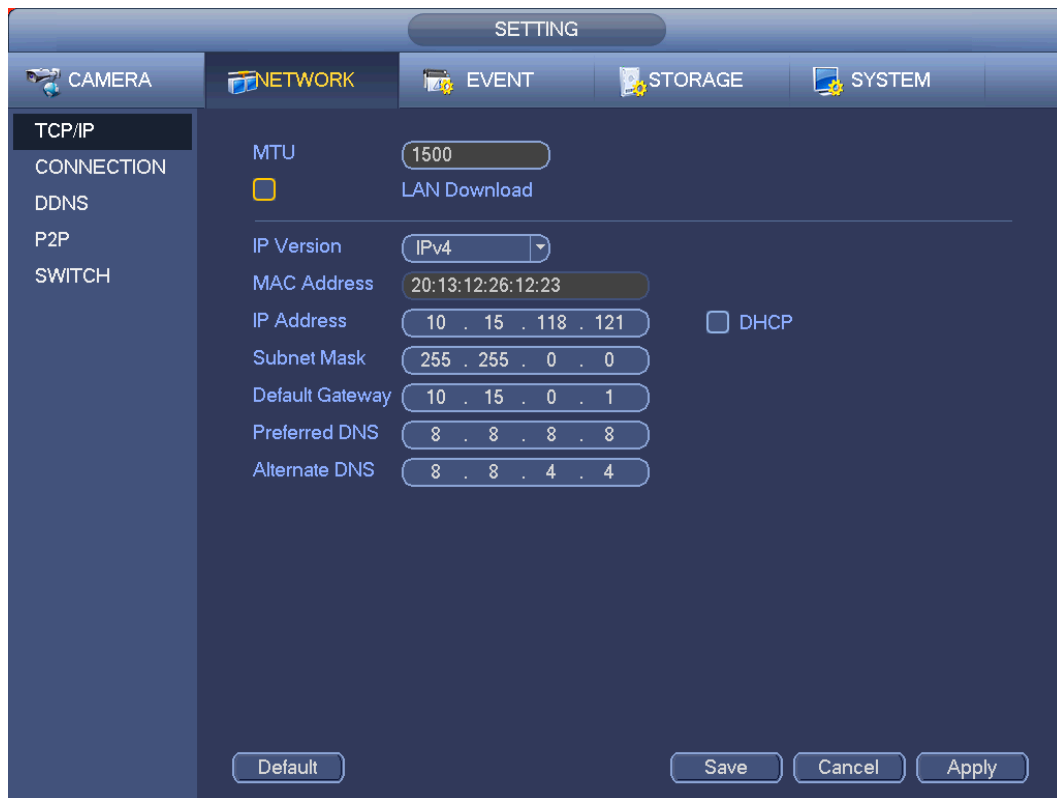 SETTING
CAMERA NETWORK EVENT STORAGE SYSTEM
TCP/IP
CONNECTION
DDNS
P2P
SWITCH
MTU 1500
LAN Download
IP Version IPv4
MAC Address 20:13:12:26:12:23
IP Address 10 . 15 . 118 . 121 DHCP
Subnet Mask 255 . 255 . 0 . 0
Default Gateway 10 . 15 . 0 . 1
Preferred DNS 8 . 8 . 8 . 8
Alternate DNS 8 . 8 . 4 . 4
Default Save Cancel Apply